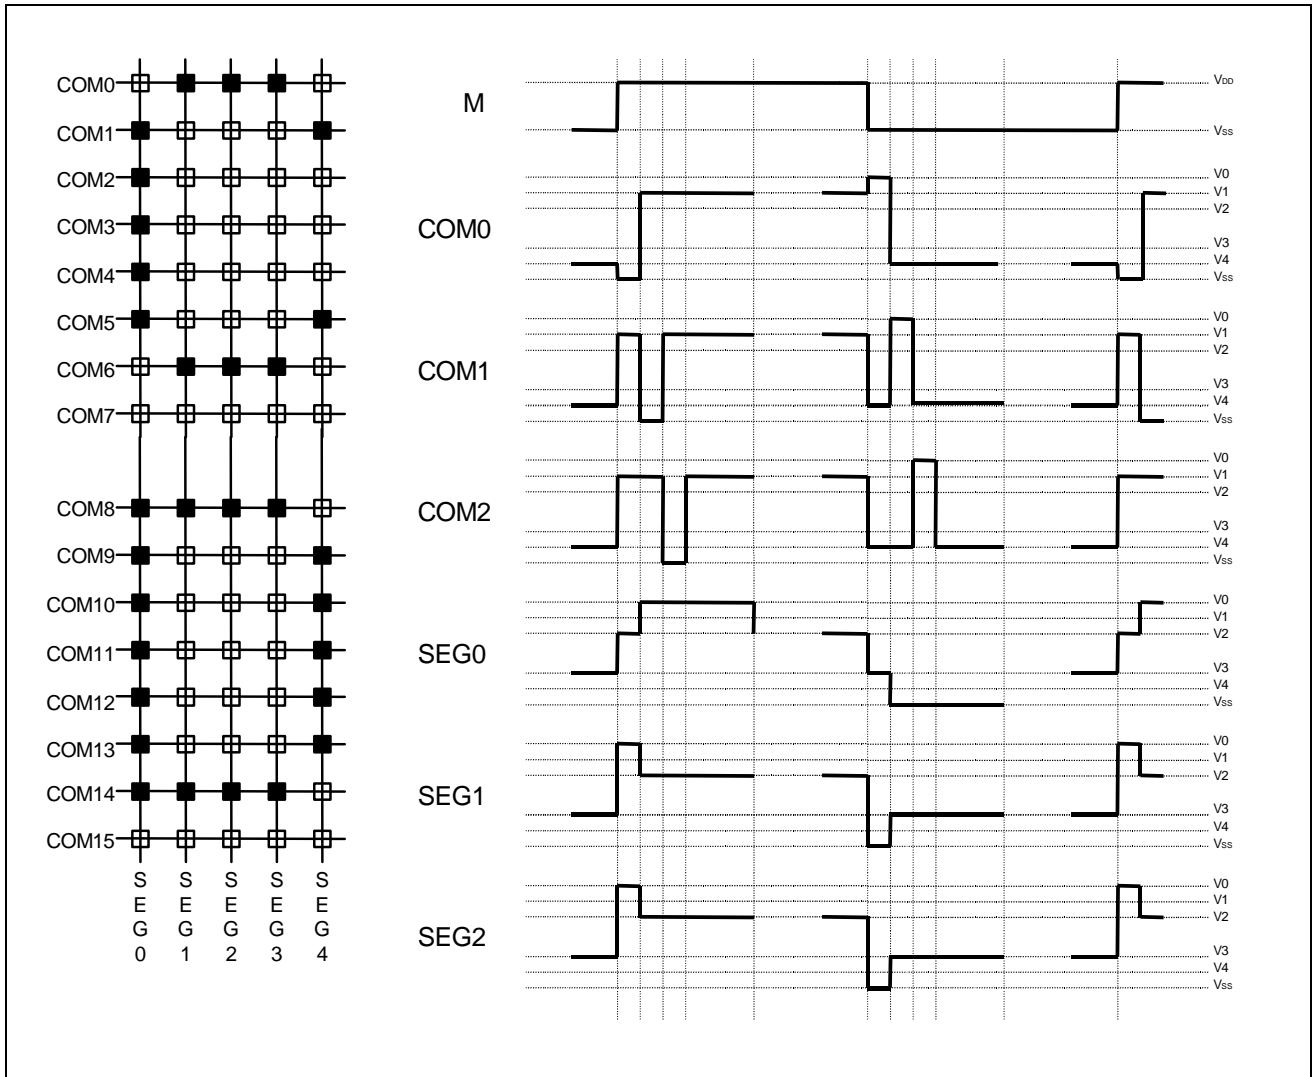 COM0
COM1
COM2
COM3
COM4
COM5
COM6
COM7
COM8
COM9
COM10
COM11
COM12
COM13
COM14
COM15
S S S S S
E E E E E
G G G G G
0 1 2 3 4
M
VDD
VSS
COM0
V0
V1
V2
V3
V4
VSS
COM1
V0
V1
V2
V3
V4
VSS
COM2
V0
V1
V2
V3
V4
VSS
SEG0
V0
V1
V2
V3
V4
VSS
SEG1
V0
V1
V2
V3
V4
VSS
SEG2
V0
V1
V2
V3
V4
VSS